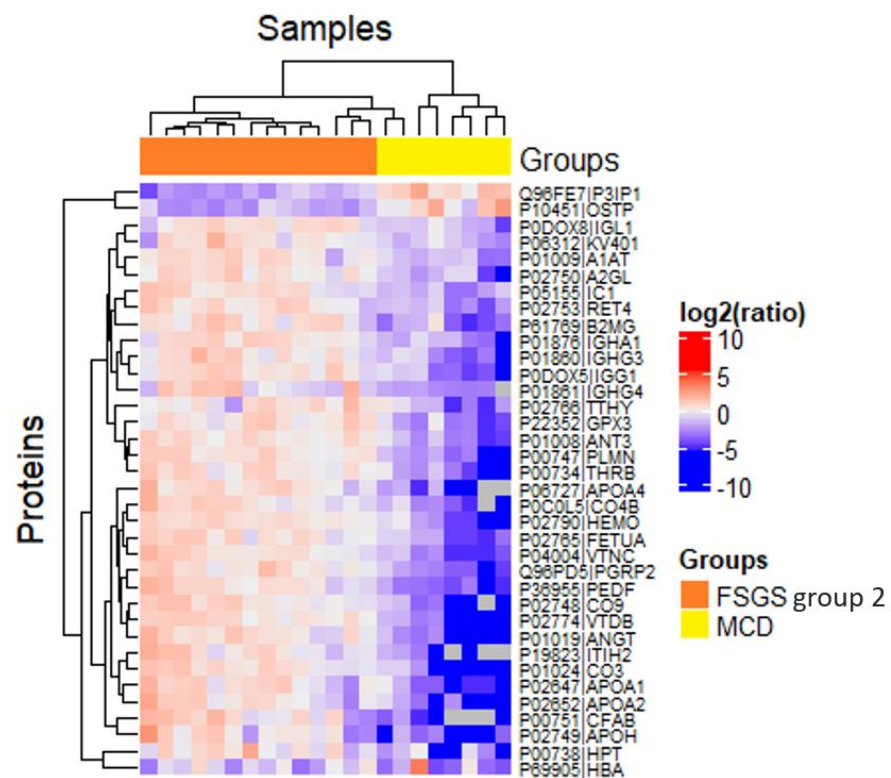 Samples
Groups
Q96FE7|P3IP1
P10451|OSTP
P0DOX8|IGL1
P06312|KV401
P01009|A1AT
P02750|A2GL
P05155|IC1
P02753|RET4
P61769|B2MG
P01876|IGHA1
P01860|IGHG3
P0DOX5|IGG1
P01861|IGHG4
P02766|TTHY
P22352|GPX3
P01008|ANT3
P00747|PLMN
P00734|THRB
P06727|APOA4
P0C0L5|CO4B
P02790|HEMO
P02765|FETUA
P04004|VTNC
Q96PD5|PGRP2
P36955|PEDF
P02748|CO9
P02774|VTDB
P01019|ANGT
P19823|ITIH2
P01024|CO3
P02647|APOA1
P02652|APOA2
P00751|CFAB
P02749|APOH
P00738|HPT
P69905|HBA
Proteins
log2(ratio)
10
5
0
-5
-10
Groups
FSGS group 2
MCD